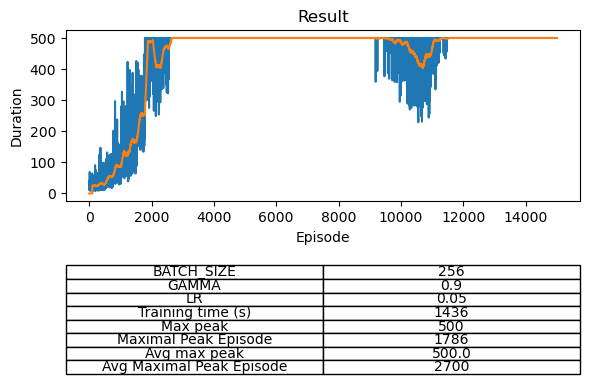 Result
500
400
300
200
100
0
Duration
0 2000 4000 6000 8000 10000 12000 14000
Episode
BATCH_SIZE 256
GAMMA 0.9
LR 0.05
Training time (s) 1436
Max peak 500
Maximal Peak Episode 1786
Avg max peak 500.0
Avg Maximal Peak Episode 2700